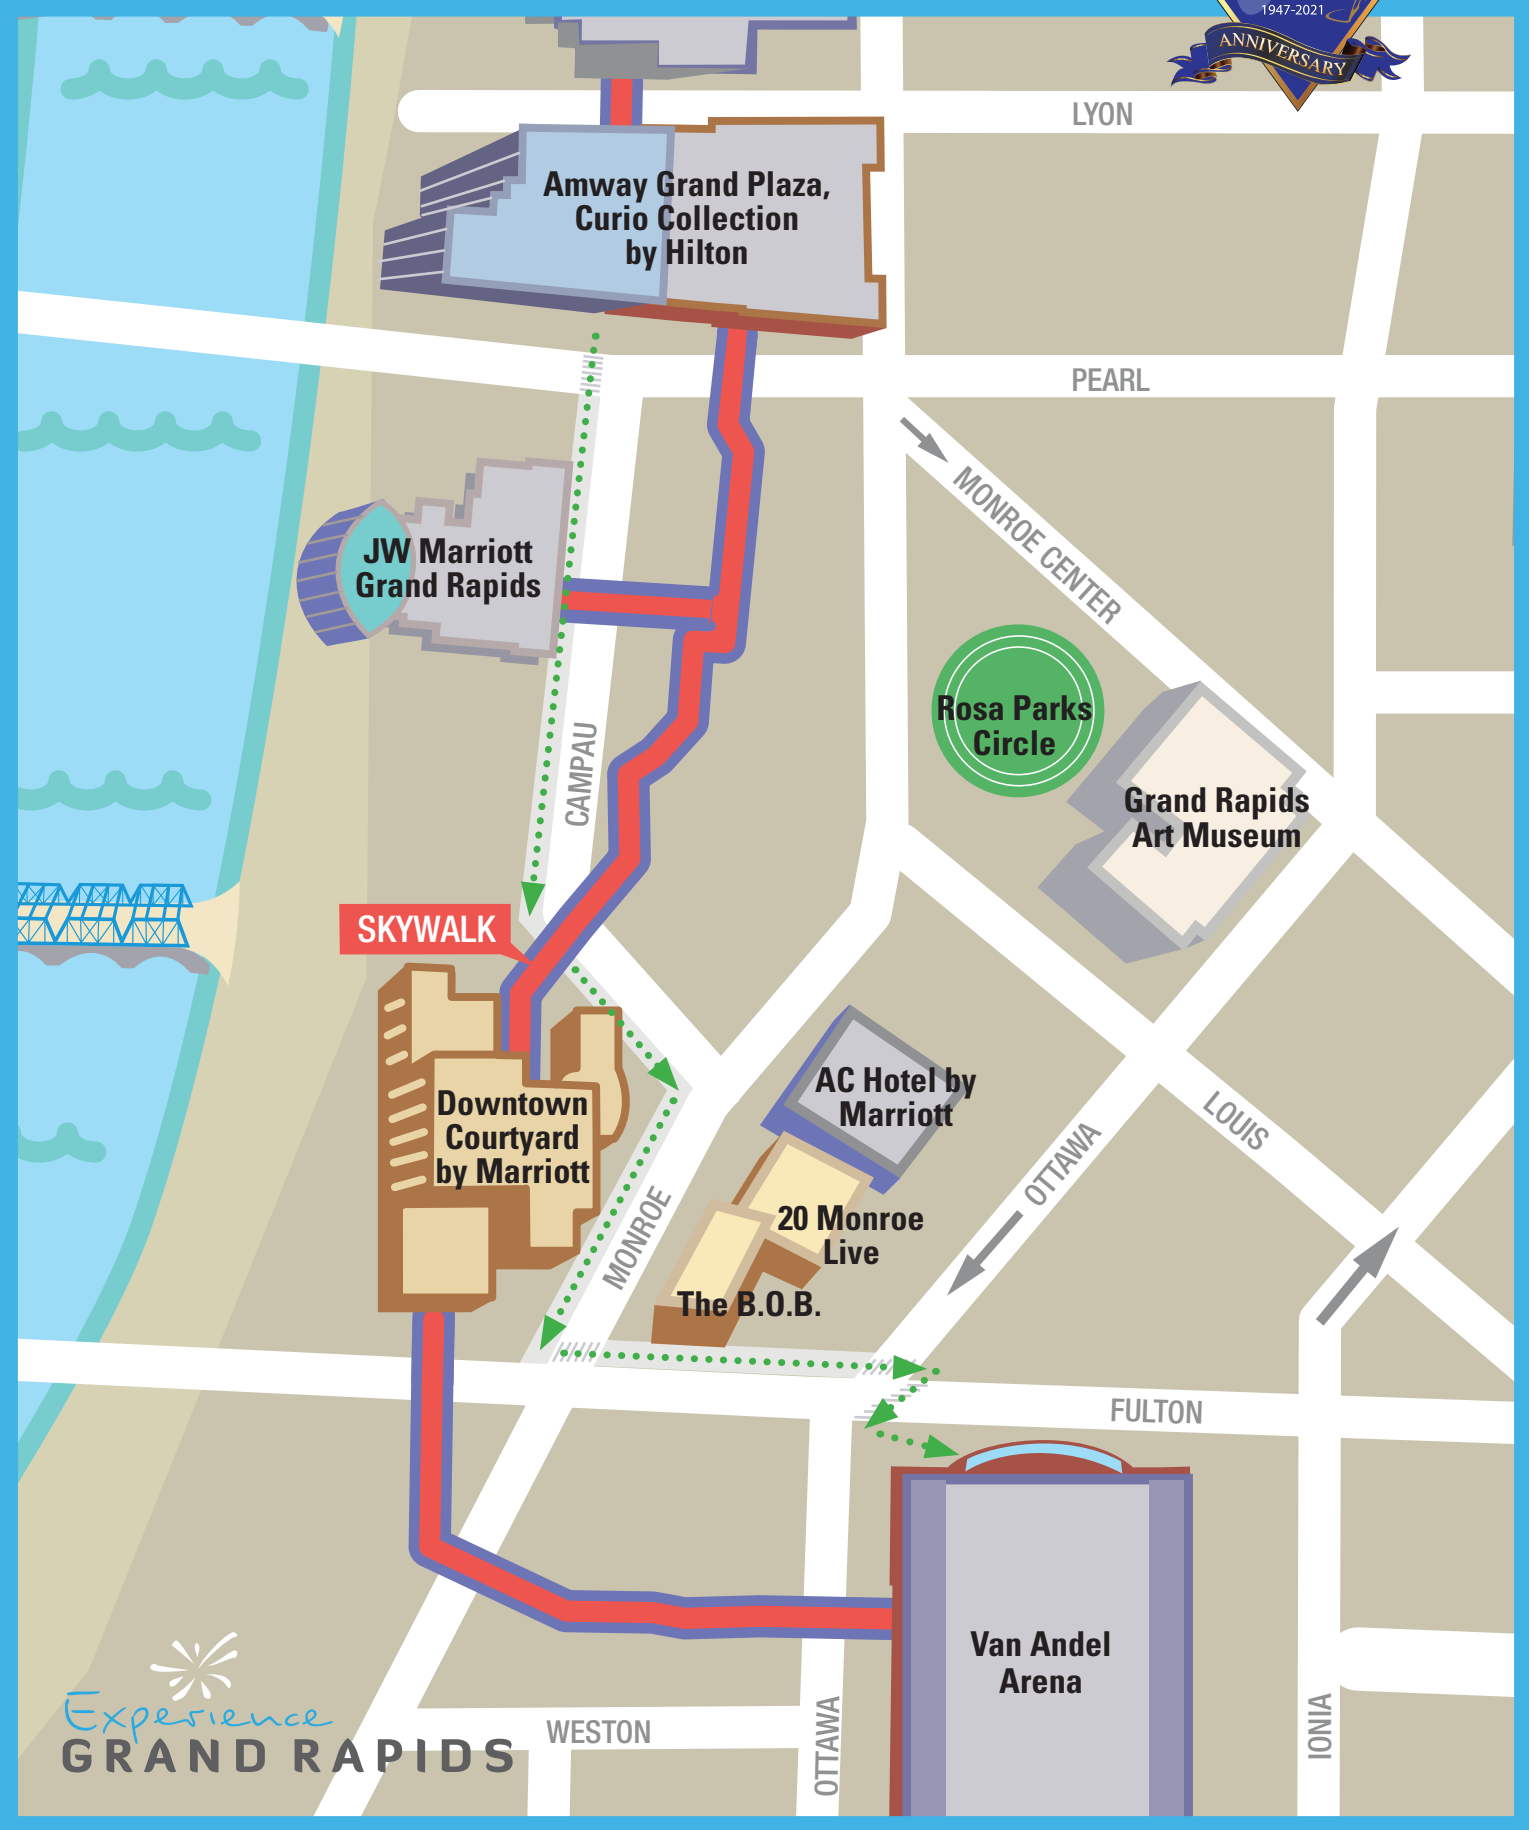 1947-2021
ANNIVERSARY
LYON
Amway Grand Plaza,
Curio Collection
by Hilton
PEARL
MONROE CENTER
JW Marriott
Grand Rapids
Rosa Parks
Circle
CAMPAU
Grand Rapids
Art Museum
SKYWALK
AC Hotel by
Marriott
Downtown
Courtyard
by Marriott
LOUIS
OTTAWA
MONROE
20 Monroe
Live
The B.O.B.
FULTON
Van Andel
Arena
Experience
GRAND RAPIDS
WESTON
OTTAWA
IONIA